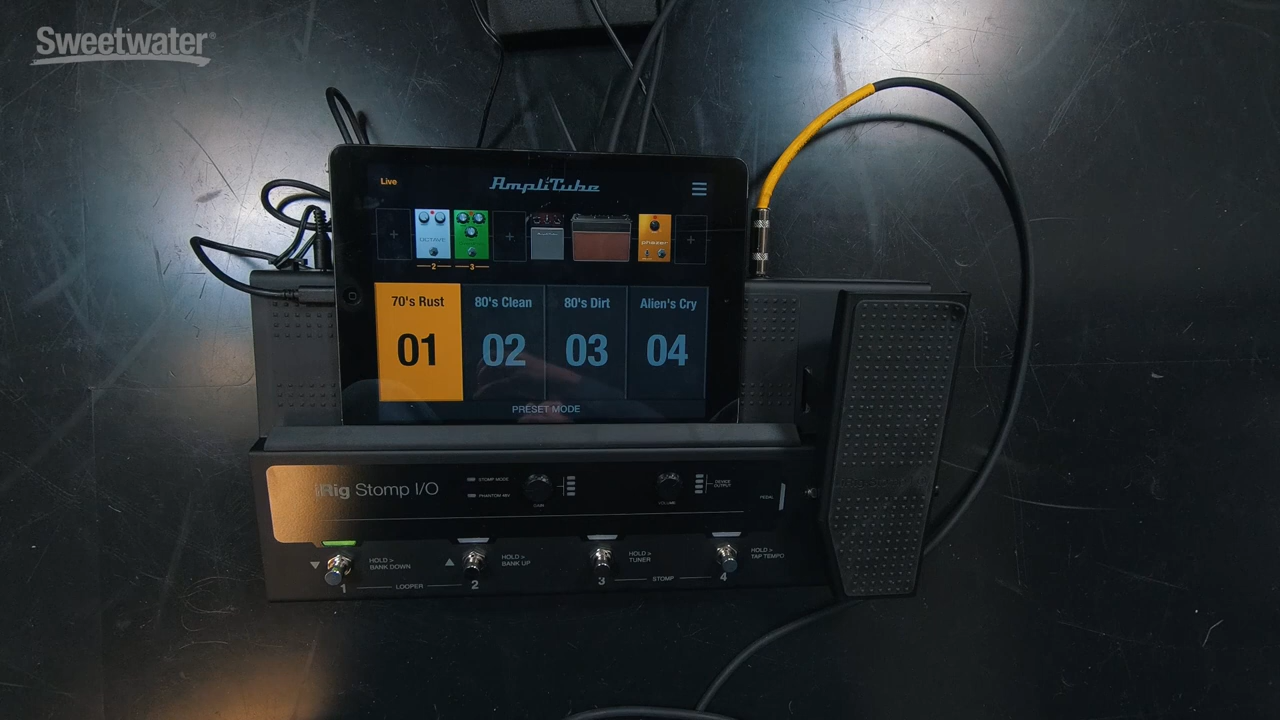 Sweetwater®
Live
AmpliTube
OCTAVE
phazer
2
3
70's Rust
80's Clean
80's Dirt
Alien's Cry
01
02
03
04
PRESET MODE
iRig Stomp I/O
STOMP MODE
PHANTOM 48V
GAIN
VOLUME
DEVICE
OUTPUT
PEDAL
HOLD >
BANK DOWN
HOLD >
BANK UP
HOLD >
TUNER
HOLD >
TAP TEMPO
1
LOOPER
2
3
STOMP
4